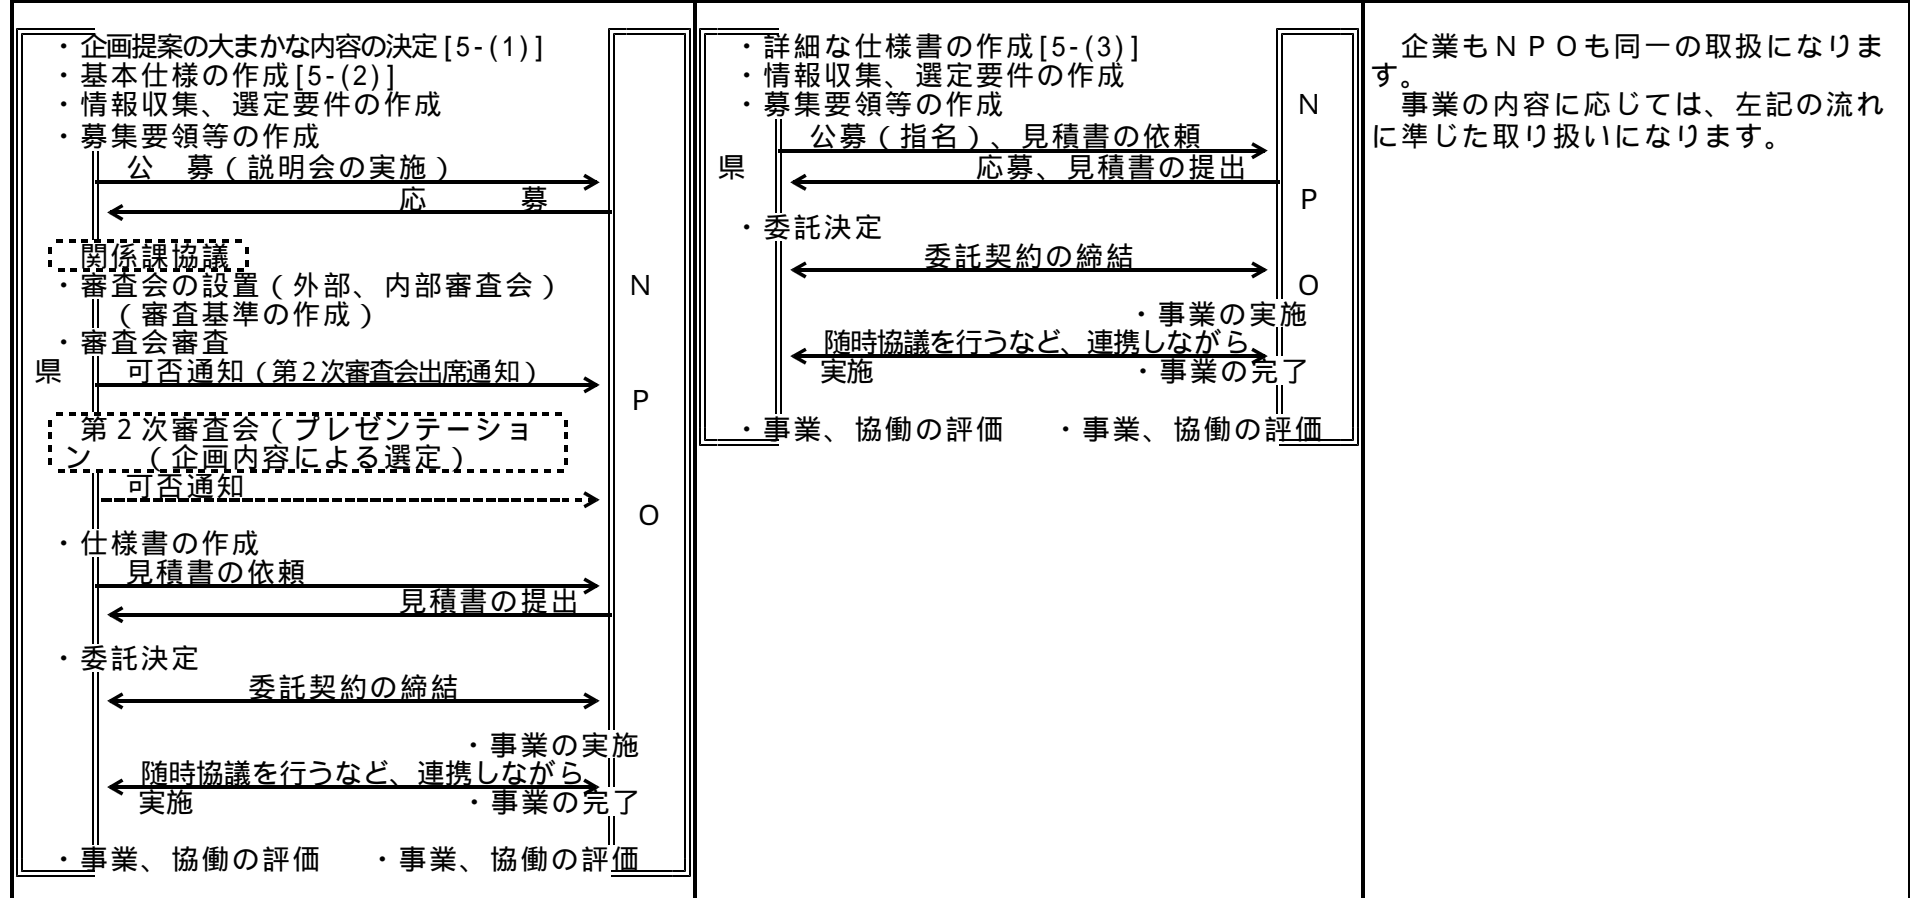 ・企画提案の大まかな内容の決定[5-(1)]
・基本仕様の作成[5-(2)]
・情報収集、選定要件の作成
・募集要領等の作成
公　募（説明会の実施）
応　　　募
関係課協議
・審査会の設置（外部、内部審査会）
（審査基準の作成）
・審査会審査
県
可否通知（第２次審査会出席通知）
第２次審査会（プレゼンテーショ
ン　（企画内容による選定）
可否通知
・仕様書の作成
見積書の依頼
見積書の提出
・委託決定
委託契約の締結
・事業の実施
随時協議を行うなど、連携しながら
実施　・事業の完了
・事業、協働の評価　・事業、協働の評価
Ｎ
Ｐ
Ｏ
・詳細な仕様書の作成[5-(3)]
・情報収集、選定要件の作成
・募集要領等の作成
公募（指名）、見積書の依頼
県
応募、見積書の提出
・委託決定
委託契約の締結
・事業の実施
随時協議を行うなど、連携しながら
実施　・事業の完了
・事業、協働の評価　・事業、協働の評価
Ｎ
Ｐ
Ｏ
企業もＮＰＯも同一の取扱になりま
す。
事業の内容に応じては、左記の流れ
に準じた取り扱いになります。